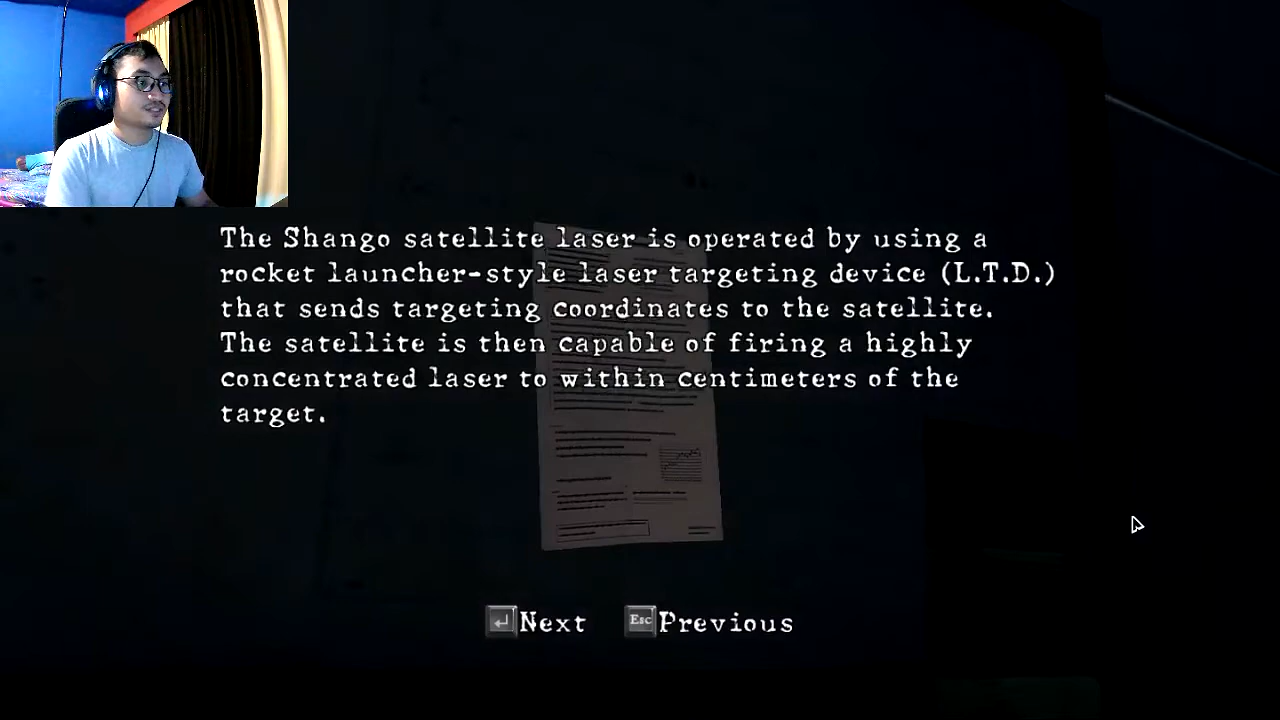 The Shango satellite laser is operated by using a
rocket launcher-style laser targeting device (L.T.D.)
that sends targeting coordinates to the satellite.
The satellite is then capable of firing a highly
concentrated laser to within centimeters of the
target.
Next
Esc Previous